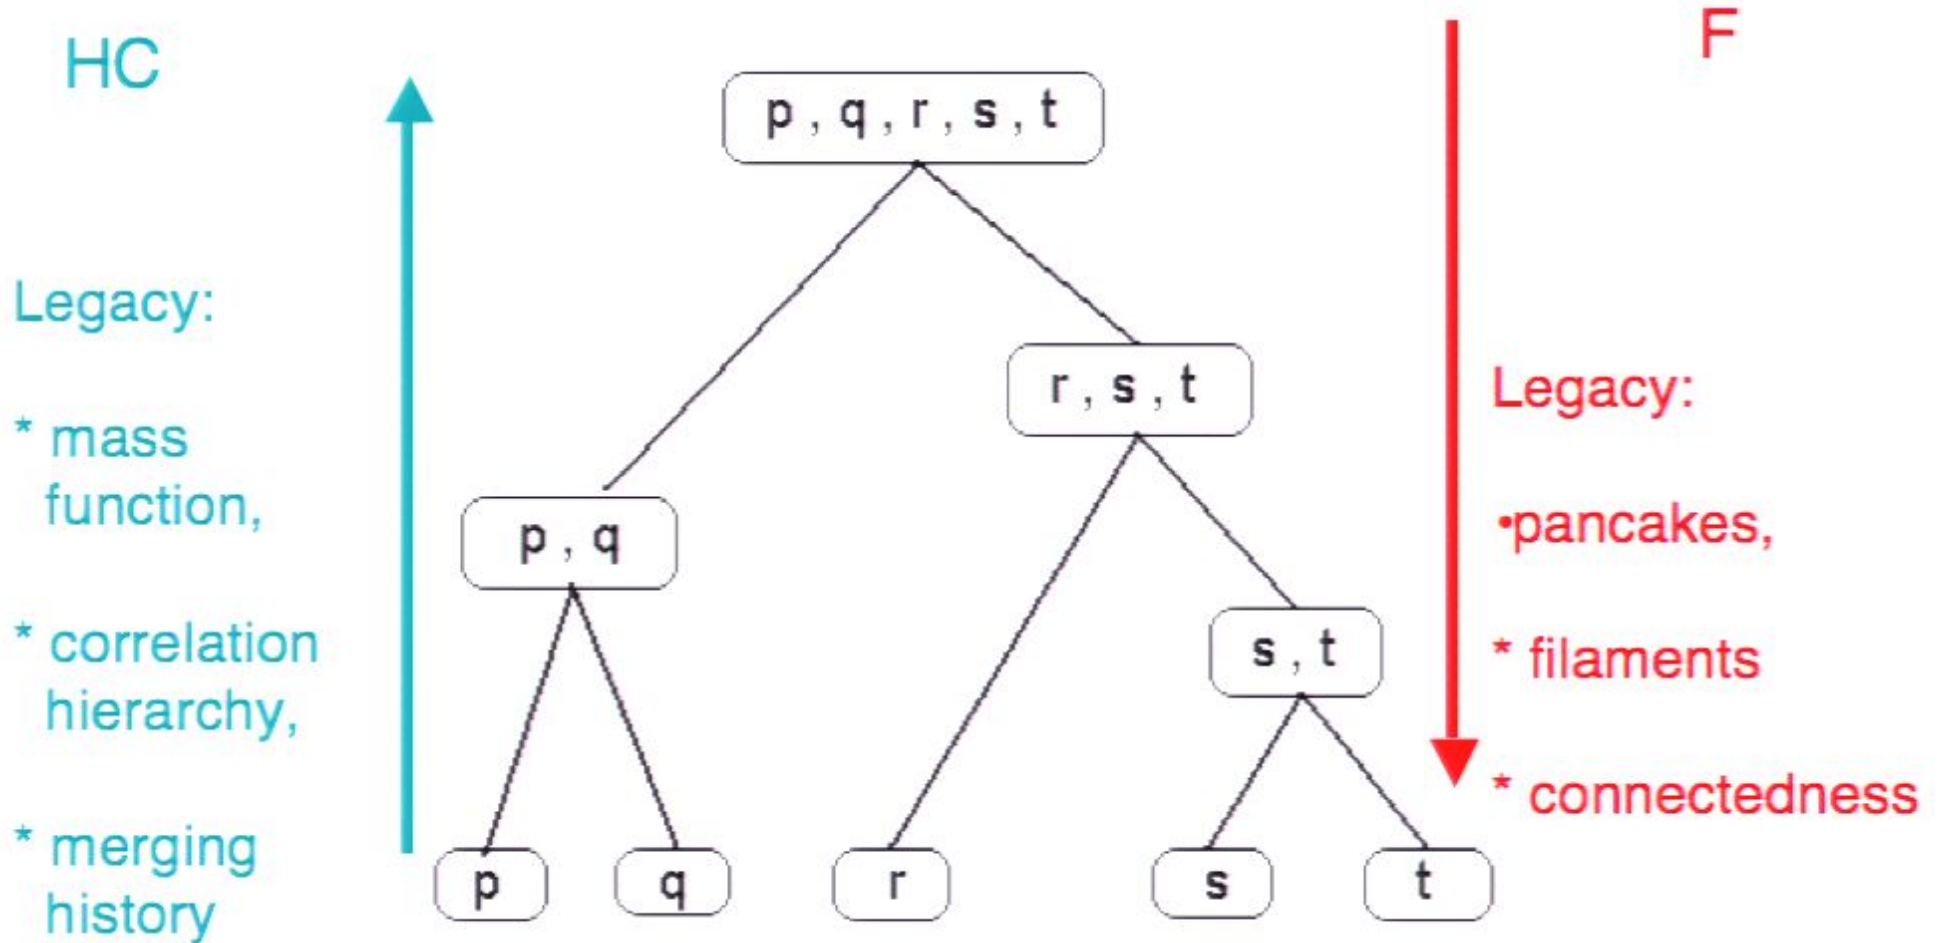 HC
Legacy:
* mass
function,
* correlation
hierarchy,
* merging
history
p , q , r , s , t
r , s , t
p , q
s , t
p
q
r
s
t
F
Legacy:
•pancakes,
* filaments
* connectedness